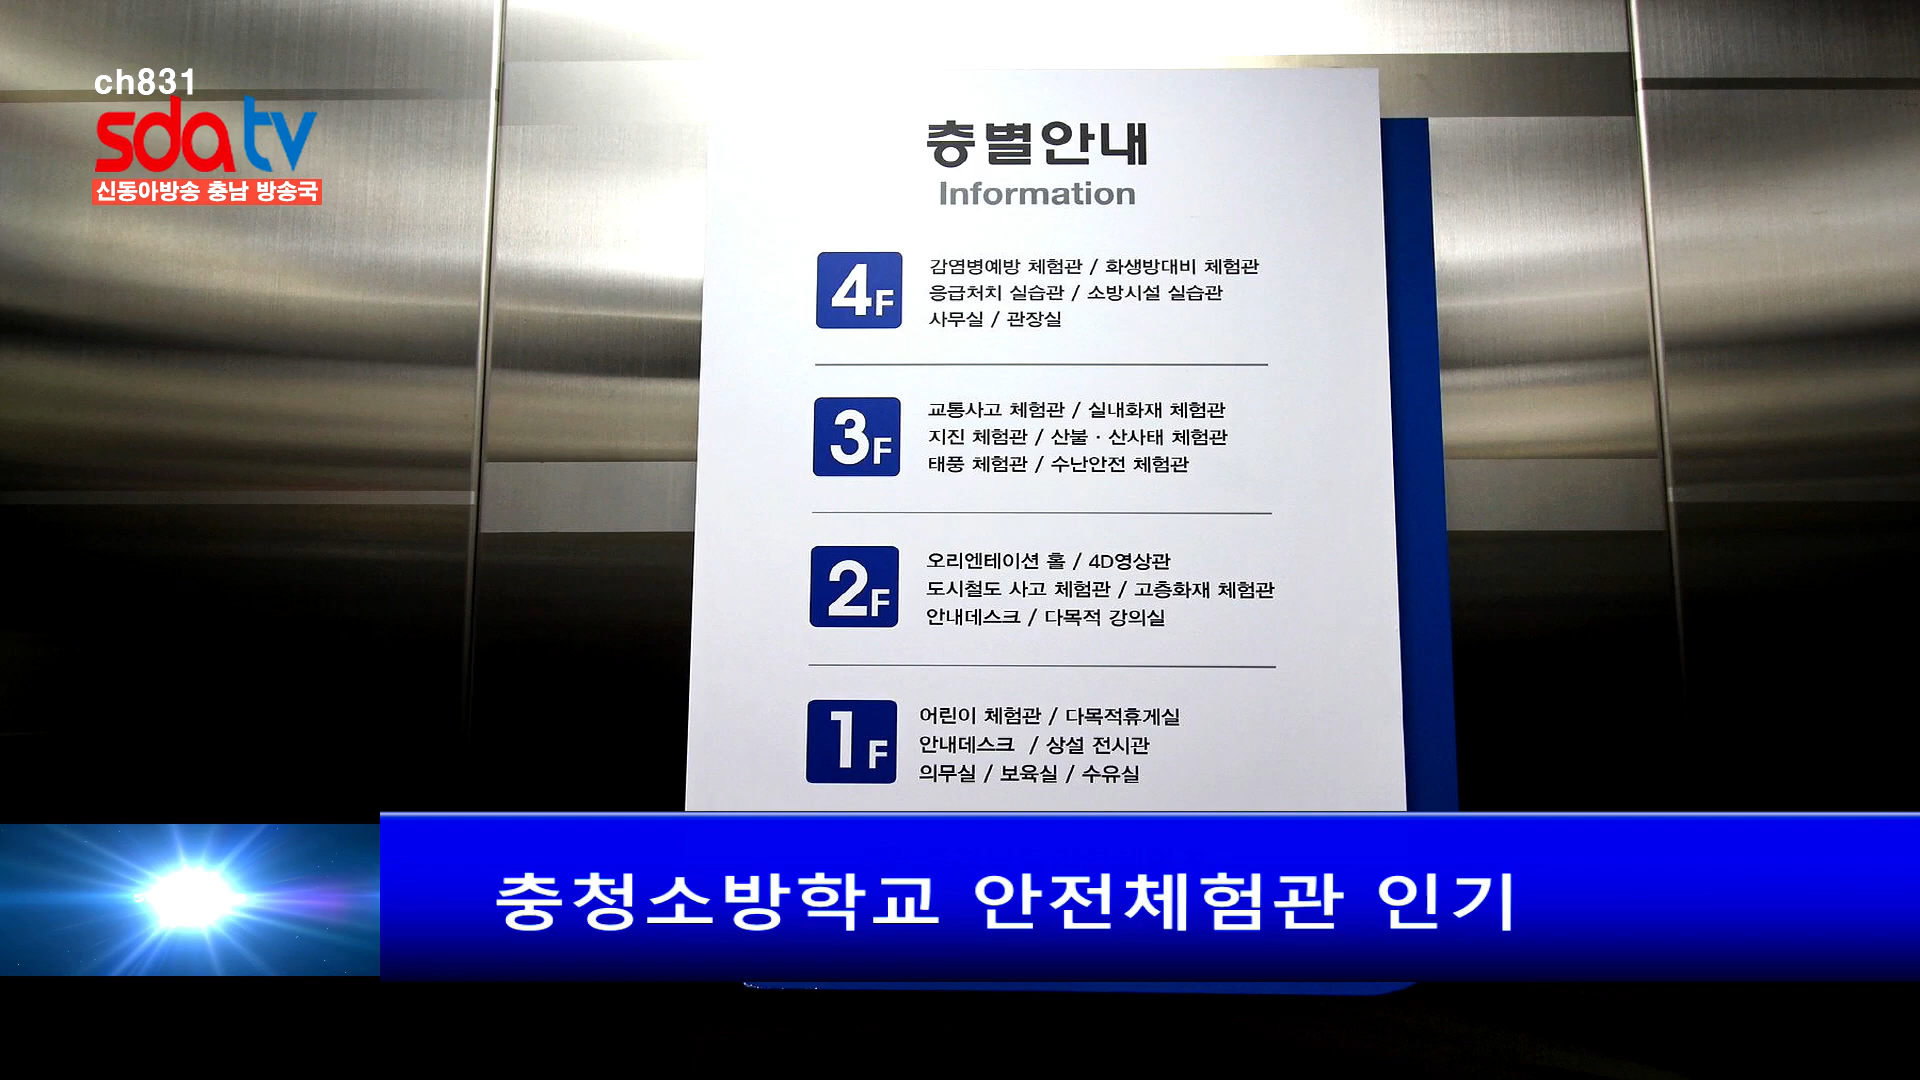 ch831
sda tv
신동아방송 충남 방송국
층별안내
Information
4F
감염병예방 체험관 / 화생방대비 체험관
응급처치 실습관 / 소방시설 실습관
사무실 / 관장실
3F
교통사고 체험관 / 실내화재 체험관
지진 체험관 / 산불 · 산사태 체험관
태풍 체험관 / 수난안전 체험관
2F
오리엔테이션 홀 / 4D영상관
도시철도 사고 체험관 / 고층화재 체험관
안내데스크 / 다목적 강의실
1F
어린이 체험관 / 다목적휴게실
안내데스크 / 상설 전시관
의무실 / 보육실 / 수유실
충청소방학교 안전체험관 인기